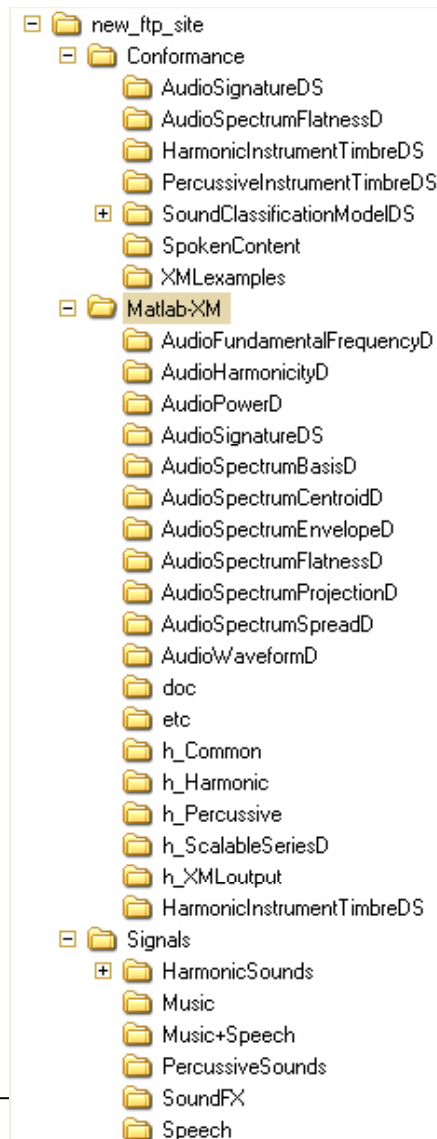 new_ftp_site
Conformance
AudioSignatureDS
AudioSpectrumFlatnessD
HarmonicInstrumentTimbreDS
PercussiveInstrumentTimbreDS
SoundClassificationModelDS
SpokenContent
XMLexamples
Matlab-XM
AudioFundamentalFrequencyD
AudioHarmonicityD
AudioPowerD
AudioSignatureDS
AudioSpectrumBasisD
AudioSpectrumCentroidD
AudioSpectrumEnvelopeD
AudioSpectrumFlatnessD
AudioSpectrumProjectionD
AudioSpectrumSpreadD
AudioWaveformD
doc
etc
h_Common
h_Harmonic
h_Percussive
h_ScalableSeriesD
h_XMLoutput
HarmonicInstrumentTimbreDS
Signals
HarmonicSounds
Music
Music+Speech
PercussiveSounds
SoundFX
Speech